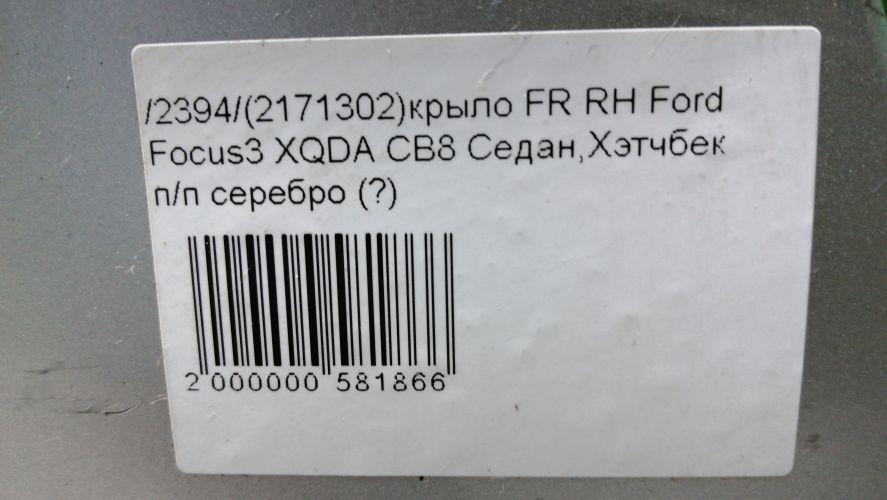 /2394/(2171302)крыло FR RH Ford
Focus3 XQDA CB8 Седан,Хэтчбек
п/п серебро (?)
2 000000 581866